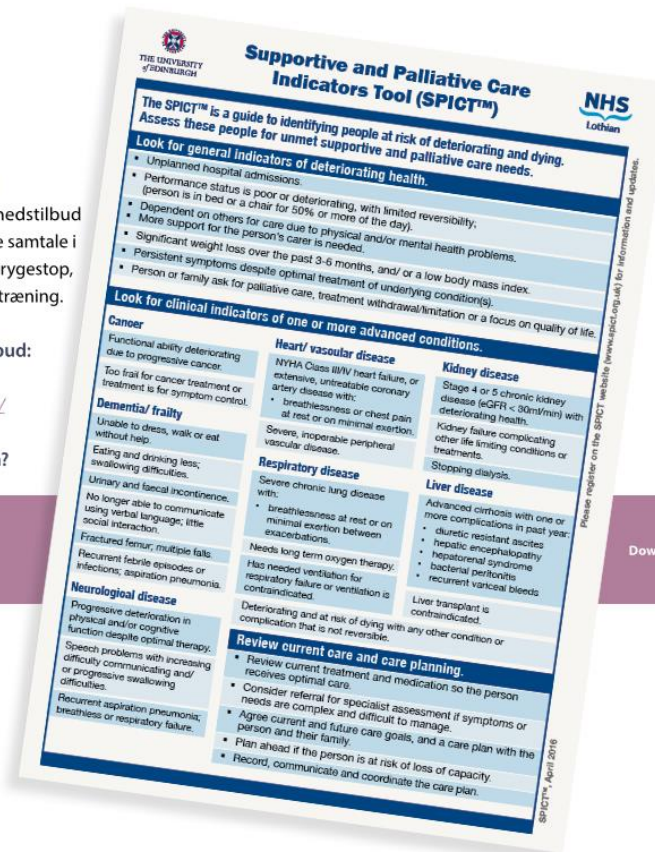 nedstilbud
e samtale i
rygestop,
træning.
bud:
/
?
Dow
THE UNIVERSITY
of EDINBURGH
Supportive and Palliative Care
Indicators Tool (SPICT™)
NHS
Lothian
The SPICT™ is a guide to identifying people at risk of deteriorating and dying.
Assess these people for unmet supportive and palliative care needs.
Look for general indicators of deteriorating health.
• Unplanned hospital admissions.
• Performance status is poor or deteriorating, with limited reversibility;
(person is in bed or a chair for 50% or more of the day).
• Dependent on others for care due to physical and/or mental health problems.
• More support for the person's carer is needed.
• Significant weight loss over the past 3-6 months, and/ or a low body mass index.
• Persistent symptoms despite optimal treatment of underlying condition(s).
• Person or family ask for palliative care, treatment withdrawal/limitation or a focus on quality of life.
Look for clinical indicators of one or more advanced conditions.
Cancer
Functional ability deteriorating
due to progressive cancer.
Too frail for cancer treatment or
treatment is for symptom control.
Dementia/ frailty
Unable to dress, walk or eat
without help.
Eating and drinking less;
swallowing difficulties.
Urinary and faecal incontinence.
No longer able to communicate
using verbal language; little
social interaction.
Fractured femur; multiple falls.
Recurrent febrile episodes or
infections; aspiration pneumonia.
Neurological disease
Progressive deterioration in
physical and/or cognitive
function despite optimal therapy.
Speech problems with increasing
difficulty communicating and/
or progressive swallowing
difficulties.
Recurrent aspiration pneumonia;
breathless or respiratory failure.
Heart/ vascular disease
NYHA Class III/IV heart failure, or
extensive, untreatable coronary
artery disease with:
• breathlessness or chest pain
at rest or on minimal exertion.
Severe, inoperable peripheral
vascular disease.
Respiratory disease
Severe chronic lung disease
with:
• breathlessness at rest or on
minimal exertion between
exacerbations.
Needs long term oxygen therapy.
Has needed ventilation for
respiratory failure or ventilation is
contraindicated.
Kidney disease
Stage 4 or 5 chronic kidney
disease (eGFR < 30ml/min) with
deteriorating health.
Kidney failure complicating
other life limiting conditions or
treatments.
Stopping dialysis.
Liver disease
Advanced cirrhosis with one or
more complications in past year:
• diuretic resistant ascites
• hepatic encephalopathy
• hepatorenal syndrome
• bacterial peritonitis
• recurrent variceal bleeds
Liver transplant is
contraindicated.
Deteriorating and at risk of dying with any other condition or
complication that is not reversible.
Review current care and care planning.
• Review current treatment and medication so the person
receives optimal care.
• Consider referral for specialist assessment if symptoms or
needs are complex and difficult to manage.
• Agree current and future care goals, and a care plan with the
person and their family.
• Plan ahead if the person is at risk of loss of capacity.
• Record, communicate and coordinate the care plan.
Please register on the SPICT website (www.spict.org.uk) for information and updates.
SPICT™, April 2016